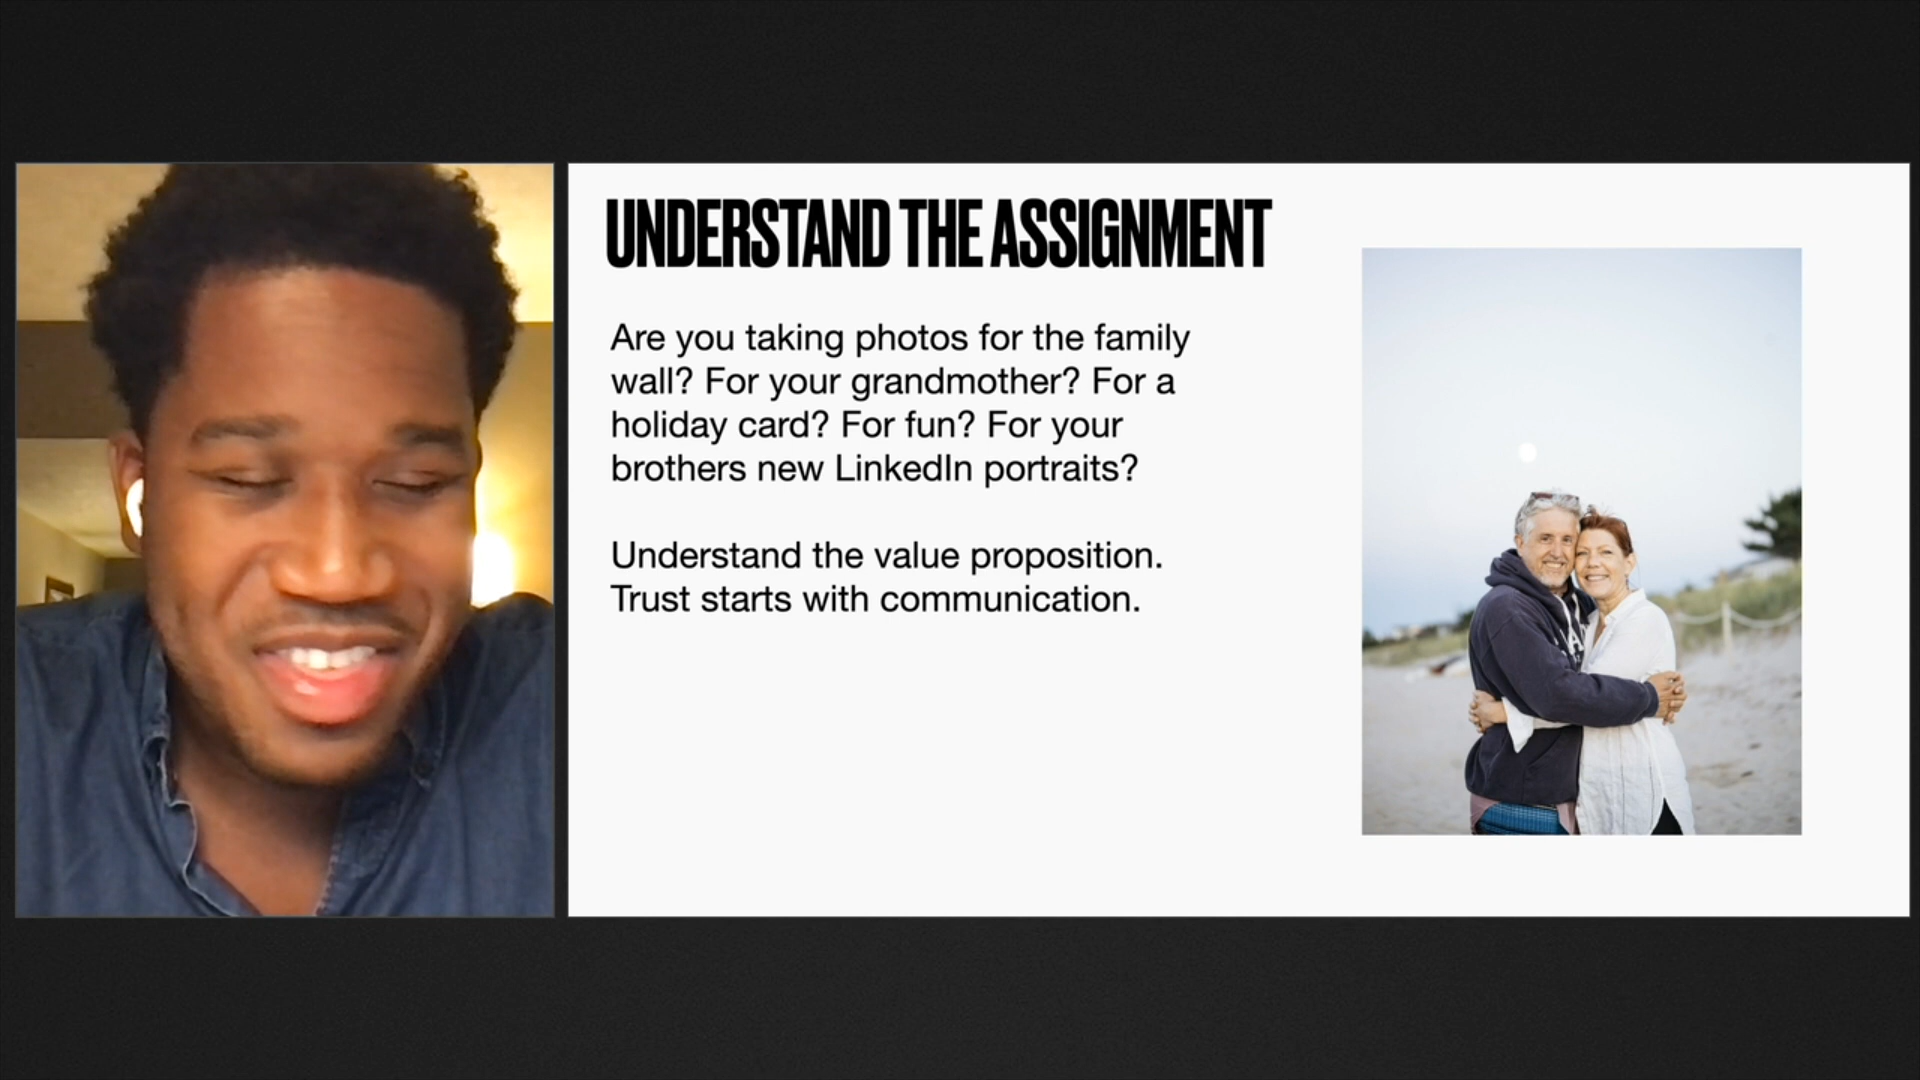 UNDERSTAND THE ASSIGNMENT
Are you taking photos for the family
wall? For your grandmother? For a
holiday card? For fun? For your
brothers new LinkedIn portraits?
Understand the value proposition.
Trust starts with communication.